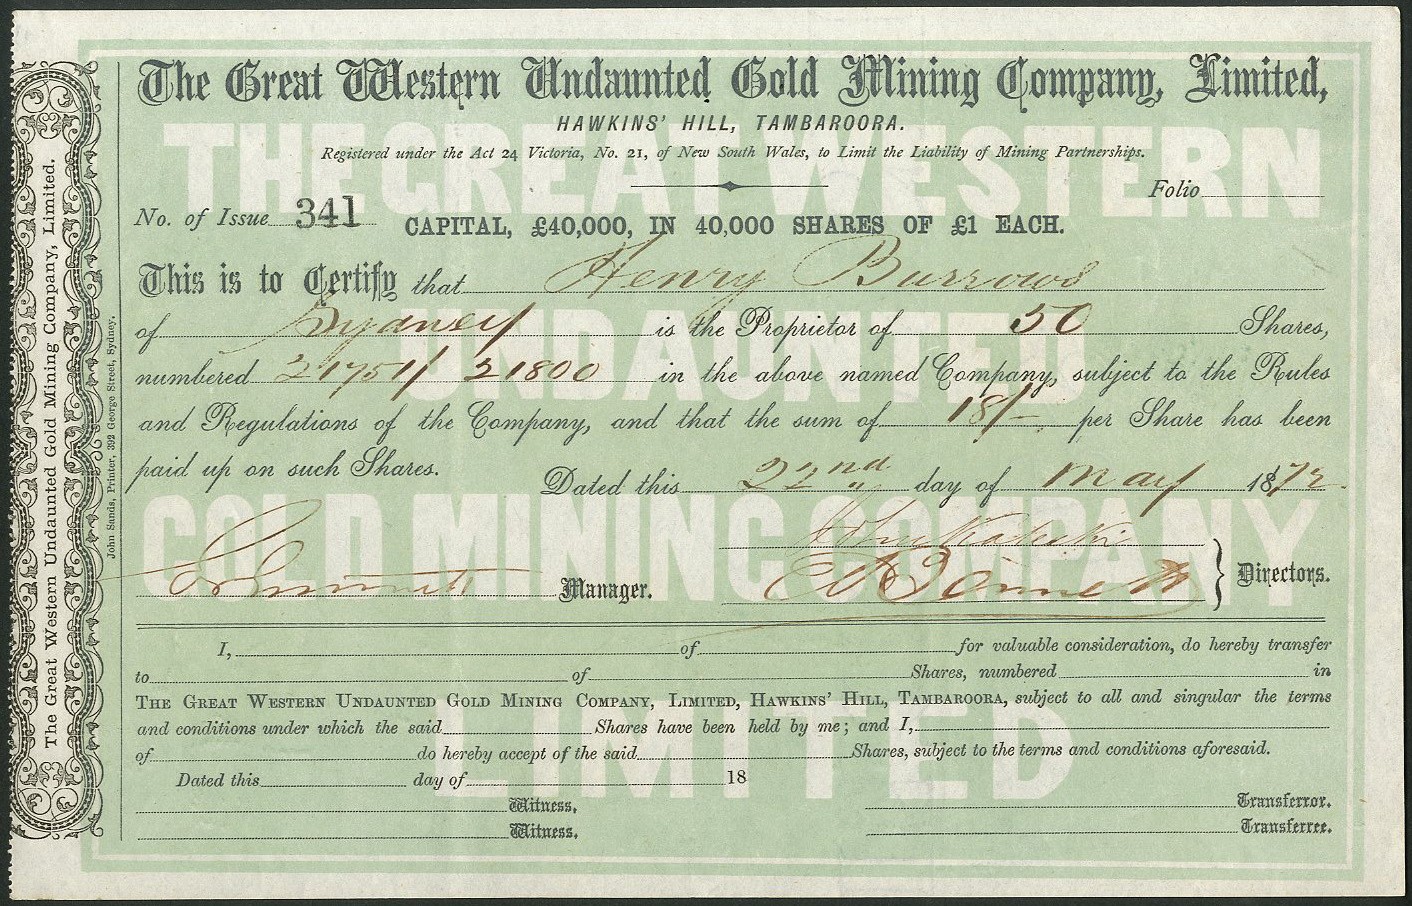 The Great Western Undaunted Gold Mining Company, Limited,
HAWKINS' HILL, TAMBAROORA.
Registered under the Act 24 Victoria, No. 21, of New South Wales, to Limit the Liability of Mining Partnerships.
Folio
No. of Issue 341 CAPITAL, £40,000, IN 40,000 SHARES OF £1 EACH.
This is to Certify that Henry Burrows
of Sydney is the Proprietor of 50 Shares,
numbered 21751/21800 in the above named Company, subject to the Rules
and Regulations of the Company, and that the sum of 18/- per Share has been
paid up on such Shares. Dated this 22nd day of May 1872
Manager. Directors.
I, of for valuable consideration, do hereby transfer
to of Shares, numbered in
THE GREAT WESTERN UNDAUNTED GOLD MINING COMPANY, LIMITED, HAWKINS' HILL, TAMBAROORA, subject to all and singular the terms
and conditions under which the said Shares have been held by me; and I,
of do hereby accept of the said Shares, subject to the terms and conditions aforesaid.
Dated this day of 18
Witness. Transferror.
Witness. Transferree.
The Great Western Undaunted Gold Mining Company, Limited.
John Sands, Printer, 392 George Street, Sydney.
THE GREAT WESTERN
UNDAUNTED
GOLD MINING COMPANY
LIMITED